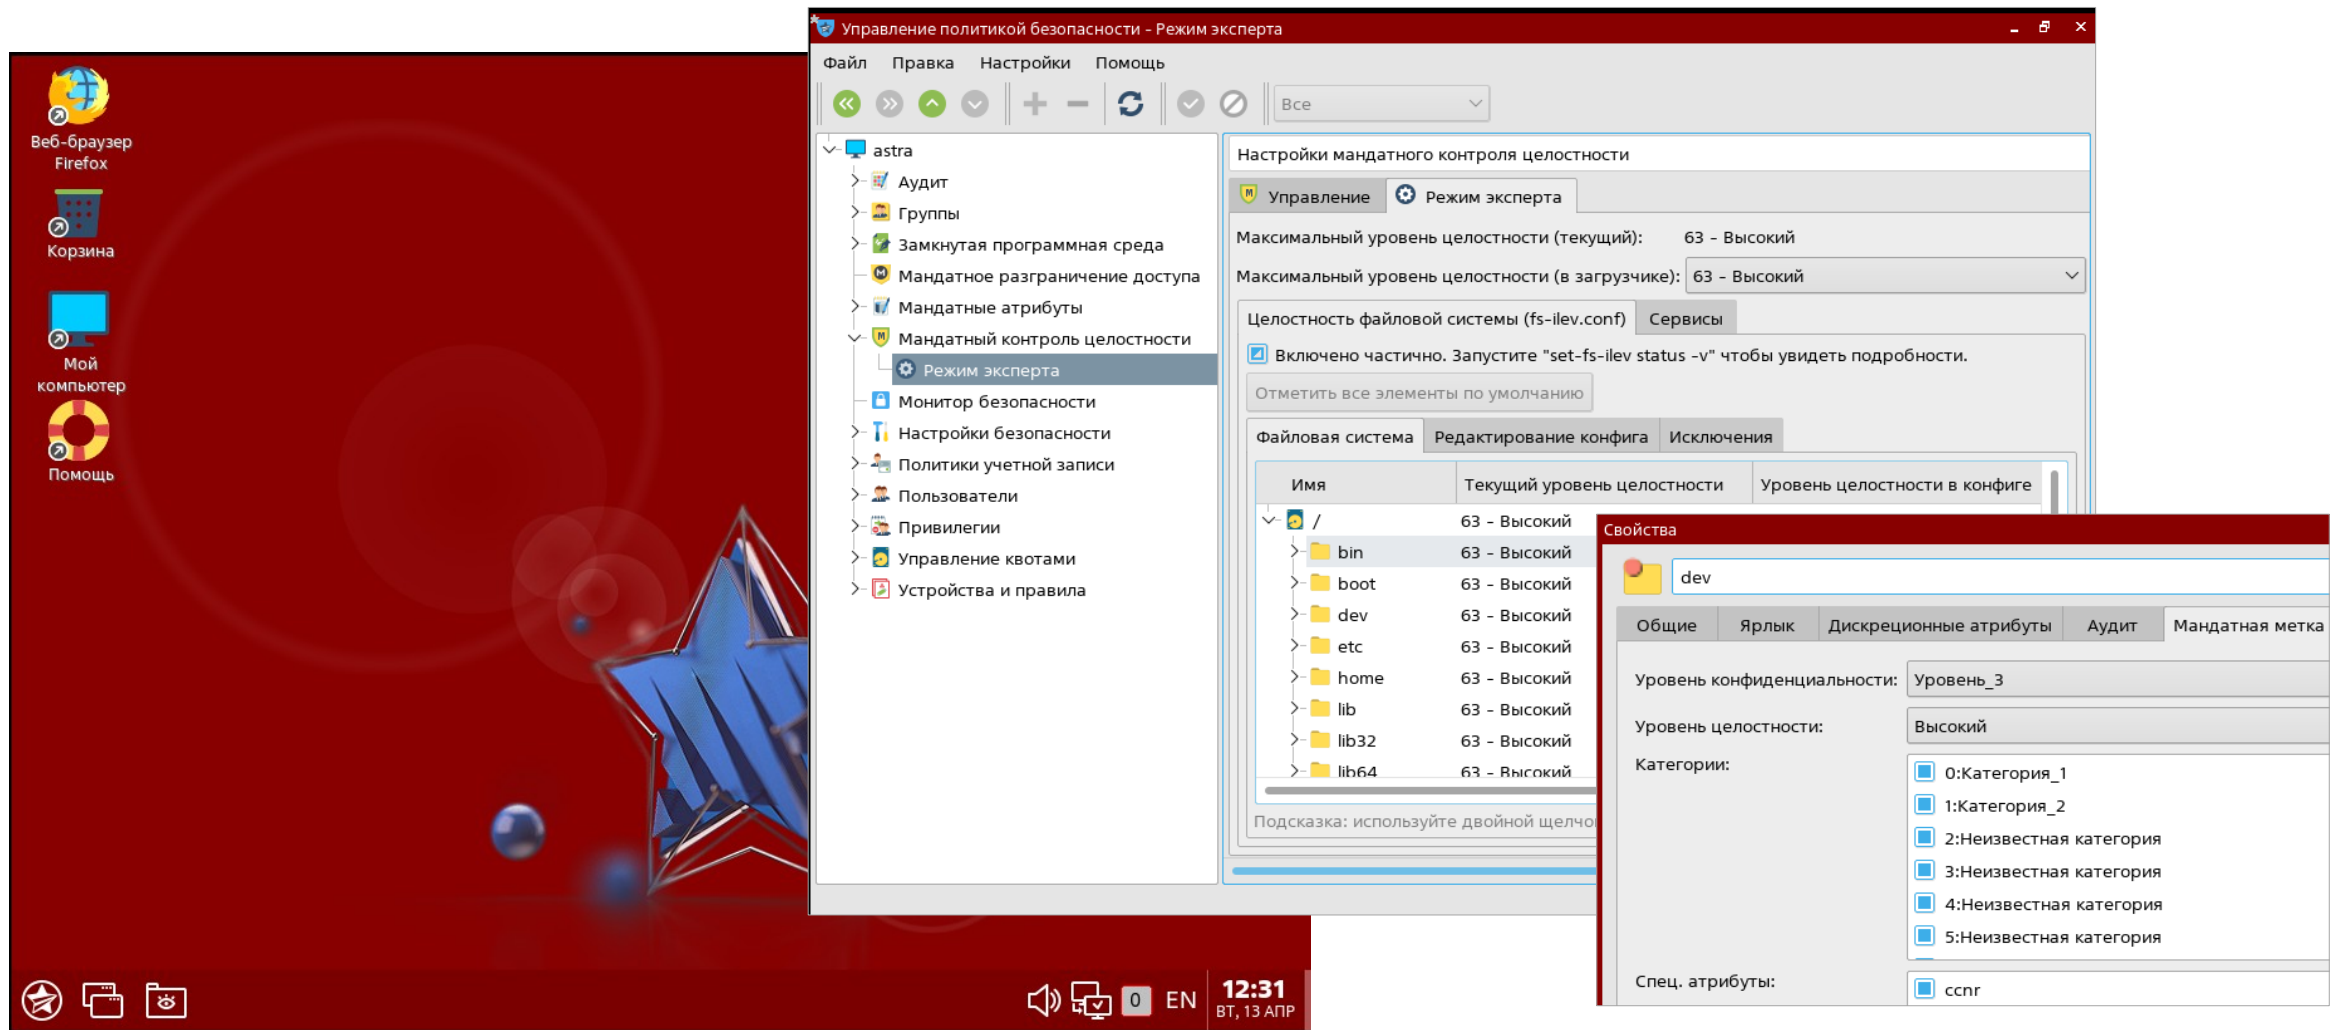 Веб-браузер
Firefox
Корзина
Мой
компьютер
Помощь
EN
0
12:31
ВТ, 13 АПР
Управление политикой безопасности - Режим эксперта
Файл Правка Настройки Помощь
Все
astra
Аудит
Группы
Замкнутая программная среда
Мандатное разграничение доступа
Мандатные атрибуты
Мандатный контроль целостности
Режим эксперта
Монитор безопасности
Настройки безопасности
Политики учетной записи
Пользователи
Привилегии
Управление квотами
Устройства и правила
Настройки мандатного контроля целостности
Управление Режим эксперта
Максимальный уровень целостности (текущий): 63 - Высокий
Максимальный уровень целостности (в загрузчике): 63 - Высокий
Целостность файловой системы (fs-ilev.conf) Сервисы
Включено частично. Запустите "set-fs-ilev status -v" чтобы увидеть подробности.
Отметить все элементы по умолчанию
Файловая система Редактирование конфига Исключения
Имя Текущий уровень целостности Уровень целостности в конфиге
/ 63 - Высокий
bin 63 - Высокий
boot 63 - Высокий
dev 63 - Высокий
etc 63 - Высокий
home 63 - Высокий
lib 63 - Высокий
lib32 63 - Высокий
lib64 63 - Высокий
Подсказка: используйте двойной щелчо
Свойства
dev
Общие Ярлык Дискреционные атрибуты Аудит Мандатная метка
Уровень конфиденциальности: Уровень_3
Уровень целостности: Высокий
Категории:
0:Категория_1
1:Категория_2
2:Неизвестная категория
3:Неизвестная категория
4:Неизвестная категория
5:Неизвестная категория
Спец. атрибуты: ccnr